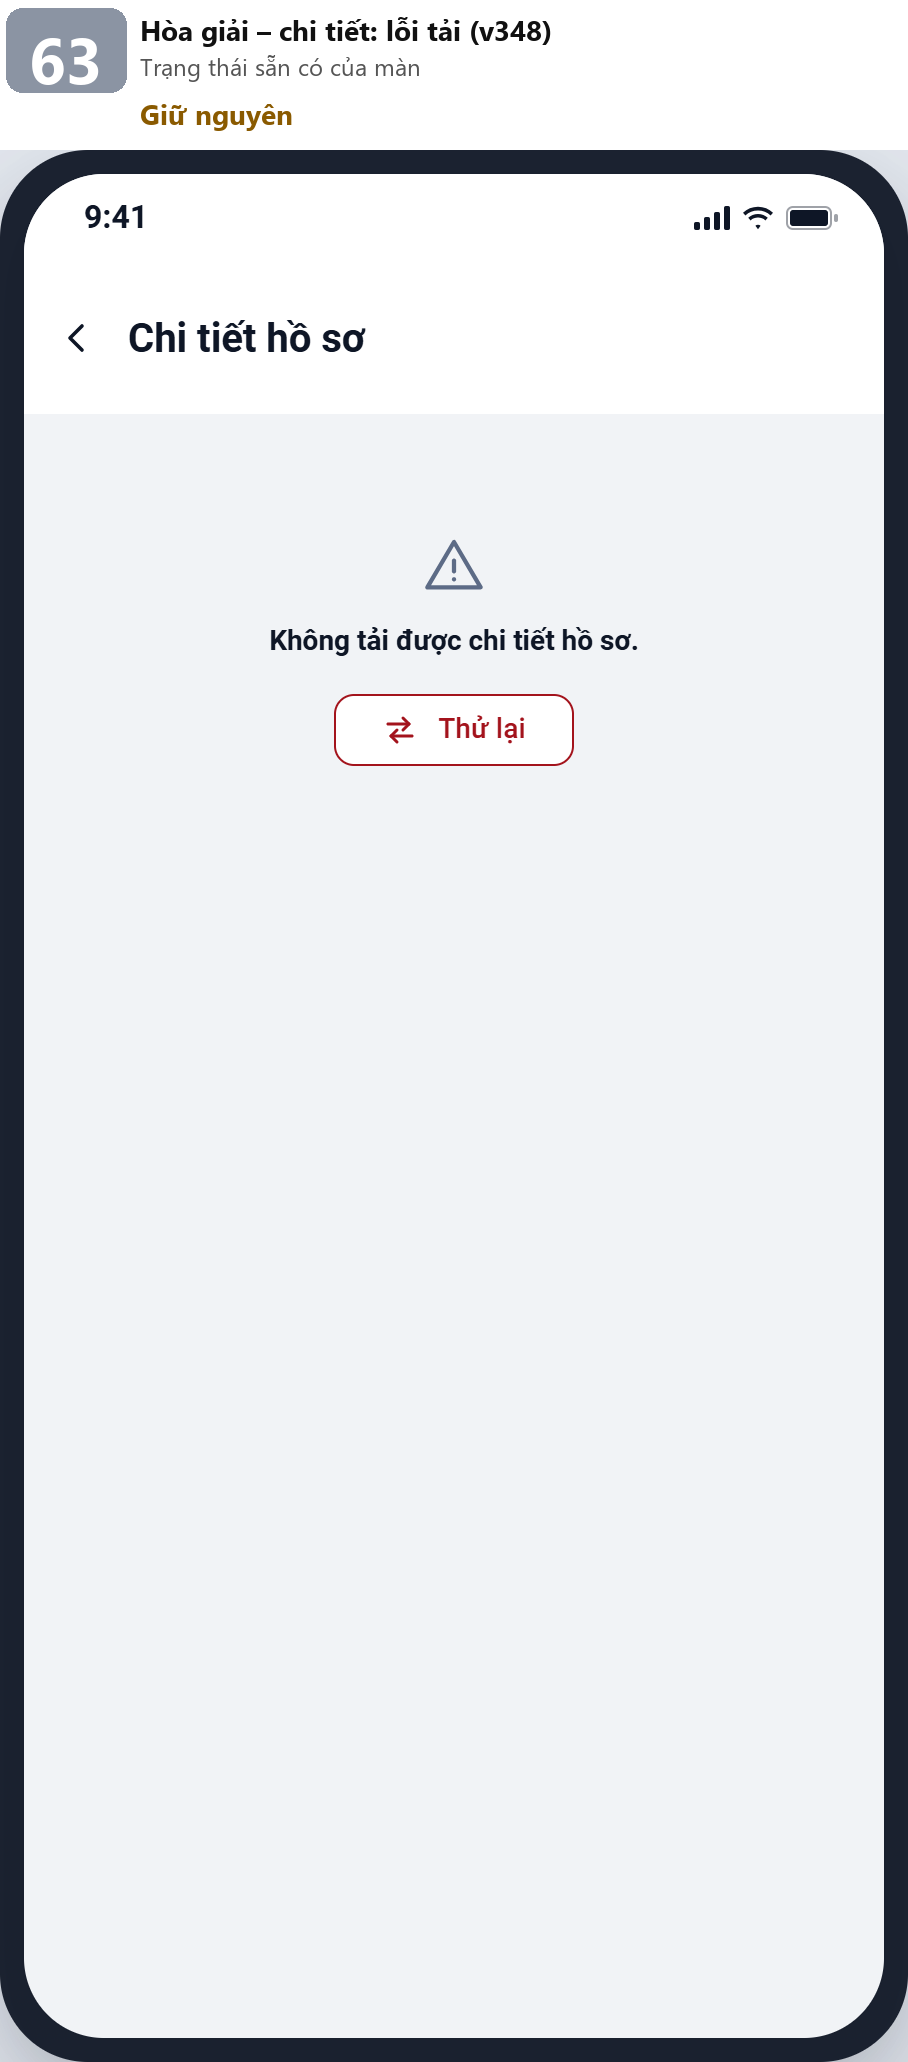 63
Hòa giải – chi tiết: lỗi tải (v348)
Trạng thái sẵn có của màn
Giữ nguyên
9:41
Chi tiết hồ sơ
Không tải được chi tiết hồ sơ.
Thử lại